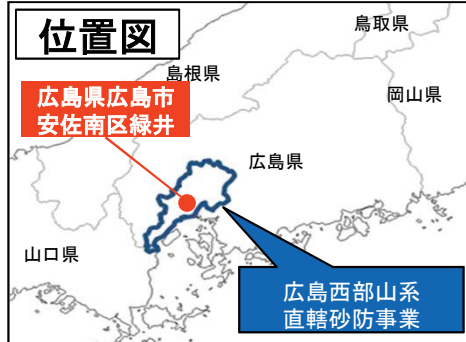 位置図
鳥取県
島根県
岡山県
広島県広島市
安佐南区緑井
広島県
山口県
広島西部山系
直轄砂防事業